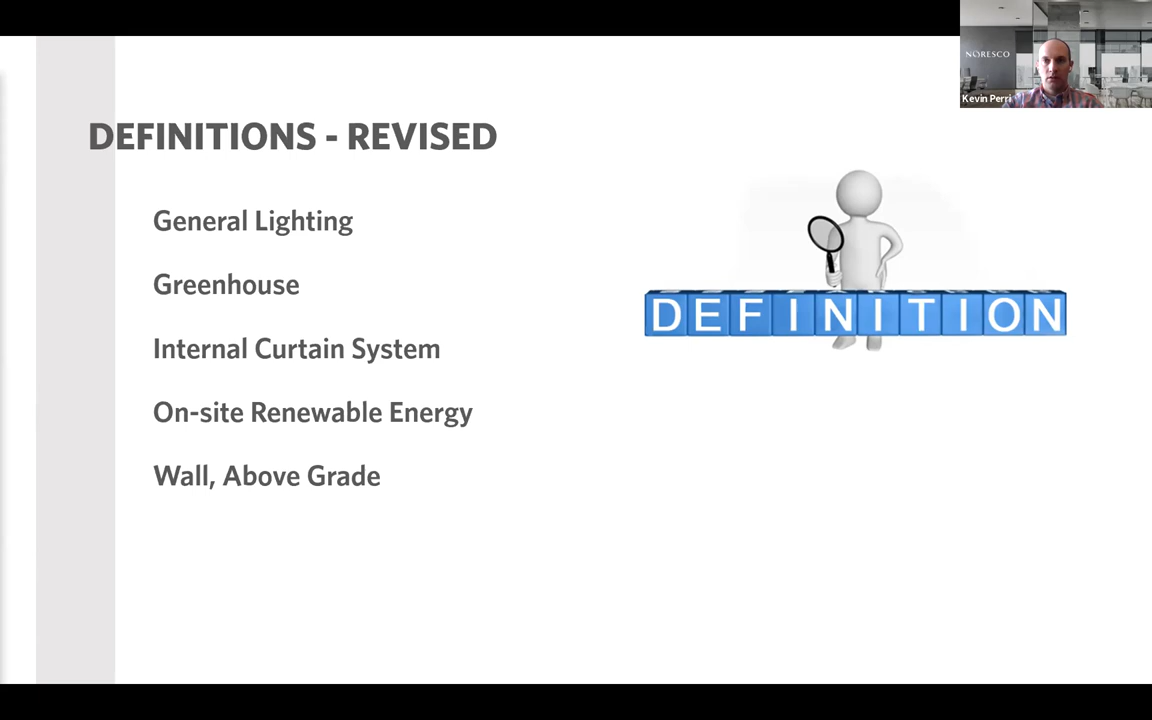 NORESCO
Kevin Perri
DEFINITIONS - REVISED
General Lighting
Greenhouse
Internal Curtain System
On-site Renewable Energy
Wall, Above Grade
DEFINITION